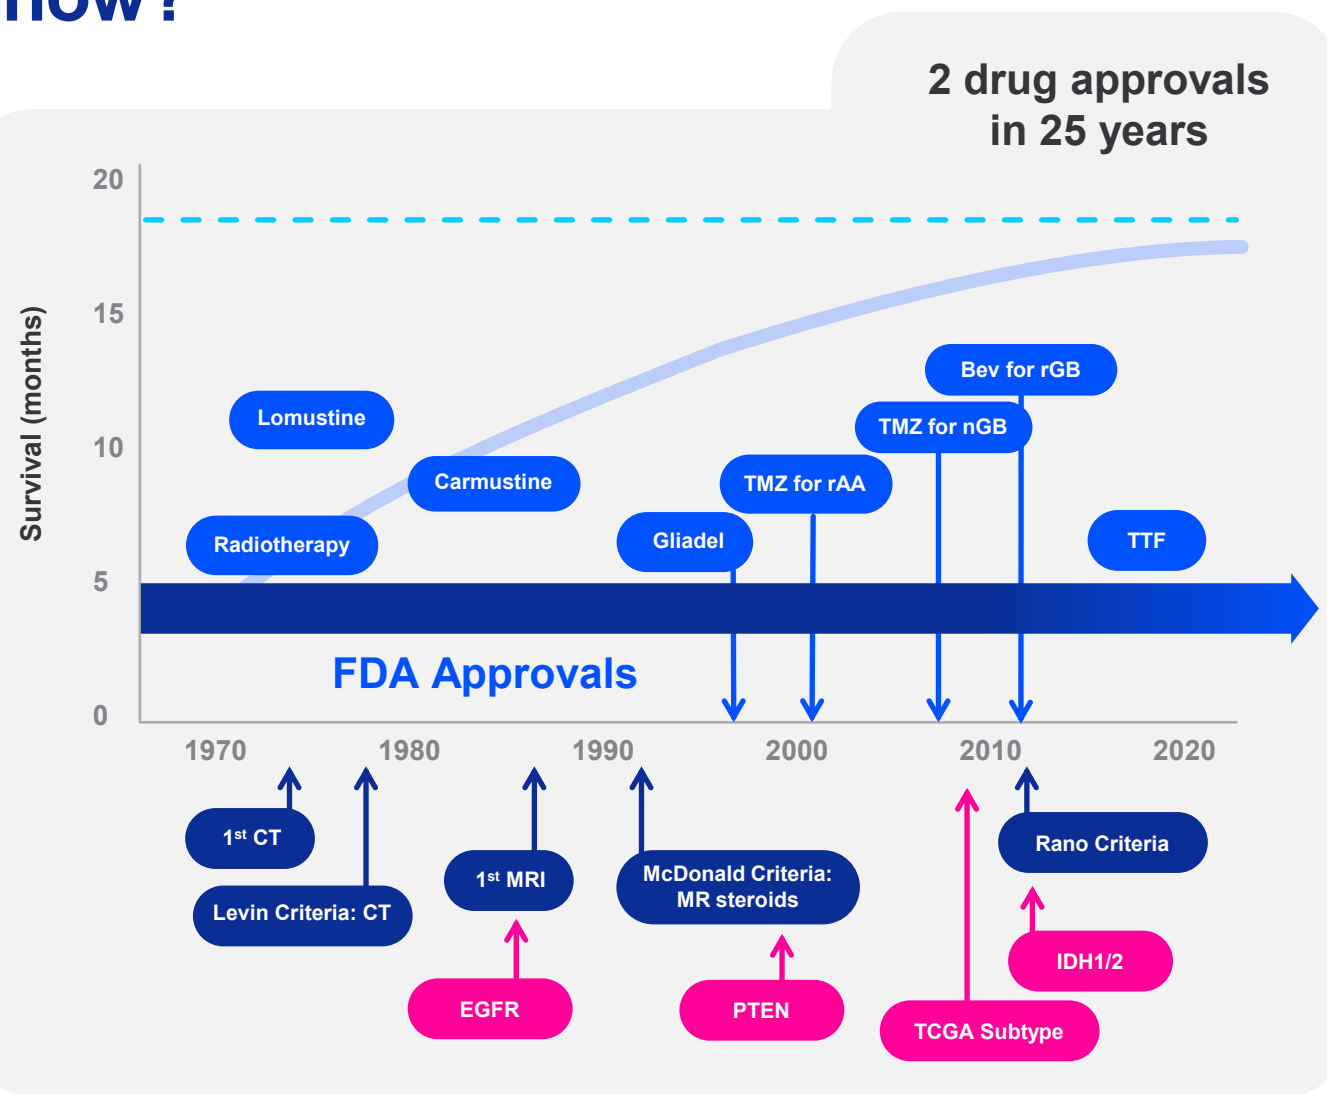 now?
2 drug approvals
in 25 years
Survival (months)
20
15
10
5
0
Bev for rGB
Lomustine
TMZ for nGB
Carmustine
TMZ for rAA
Radiotherapy
Gliadel
TTF
FDA Approvals
1970 1980 1990 2000 2010 2020
1st CT
Levin Criteria: CT
1st MRI
McDonald Criteria:
MR steroids
Rano Criteria
EGFR
PTEN
IDH1/2
TCGA Subtype